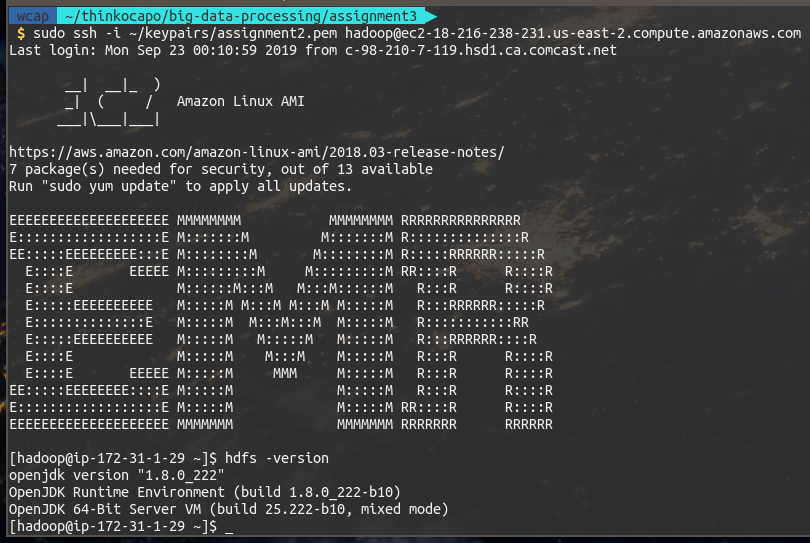 wcap ~/thinkocapo/big-data-processing/assignment3
$ sudo ssh -i ~/keypairs/assignment2.pem hadoop@ec2-18-216-238-231.us-east-2.compute.amazonaws.com
Last login: Mon Sep 23 00:10:59 2019 from c-98-210-7-119.hsd1.ca.comcast.net

       __|  __|_  )
       _|  (     /   Amazon Linux AMI
      ___|\___|___|

https://aws.amazon.com/amazon-linux-ami/2018.03-release-notes/
7 package(s) needed for security, out of 13 available
Run "sudo yum update" to apply all updates.

EEEEEEEEEEEEEEEEEEEE MMMMMMMM           MMMMMMMM RRRRRRRRRRRRRRR
E::::::::::::::::::E M:::::::M         M:::::::M R::::::::::::::R
EE:::::EEEEEEEEE:::E M::::::::M       M::::::::M R:::::RRRRRR:::::R
  E::::E       EEEEE M:::::::::M     M:::::::::M RR::::R      R::::R
  E::::E             M::::::M:::M   M:::M::::::M   R:::R      R::::R
  E:::::EEEEEEEEEE   M:::::M M:::M M:::M M:::::M   R:::RRRRRR:::::R
  E::::::::::::::E   M:::::M  M:::M:::M  M:::::M   R:::::::::::RR
  E:::::EEEEEEEEEE   M:::::M   M:::::M   M:::::M   R:::RRRRRR::::R
  E::::E             M:::::M    M:::M    M:::::M   R:::R      R::::R
  E::::E       EEEEE M:::::M     MMM     M:::::M   R:::R      R::::R
EE:::::EEEEEEEE::::E M:::::M             M:::::M   R:::R      R::::R
E::::::::::::::::::E M:::::M             M:::::M RR::::R      R::::R
EEEEEEEEEEEEEEEEEEEE MMMMMMM             MMMMMMM RRRRRRR      RRRRRR

[hadoop@ip-172-31-1-29 ~]$ hdfs -version
openjdk version "1.8.0_222"
OpenJDK Runtime Environment (build 1.8.0_222-b10)
OpenJDK 64-Bit Server VM (build 25.222-b10, mixed mode)
[hadoop@ip-172-31-1-29 ~]$ _